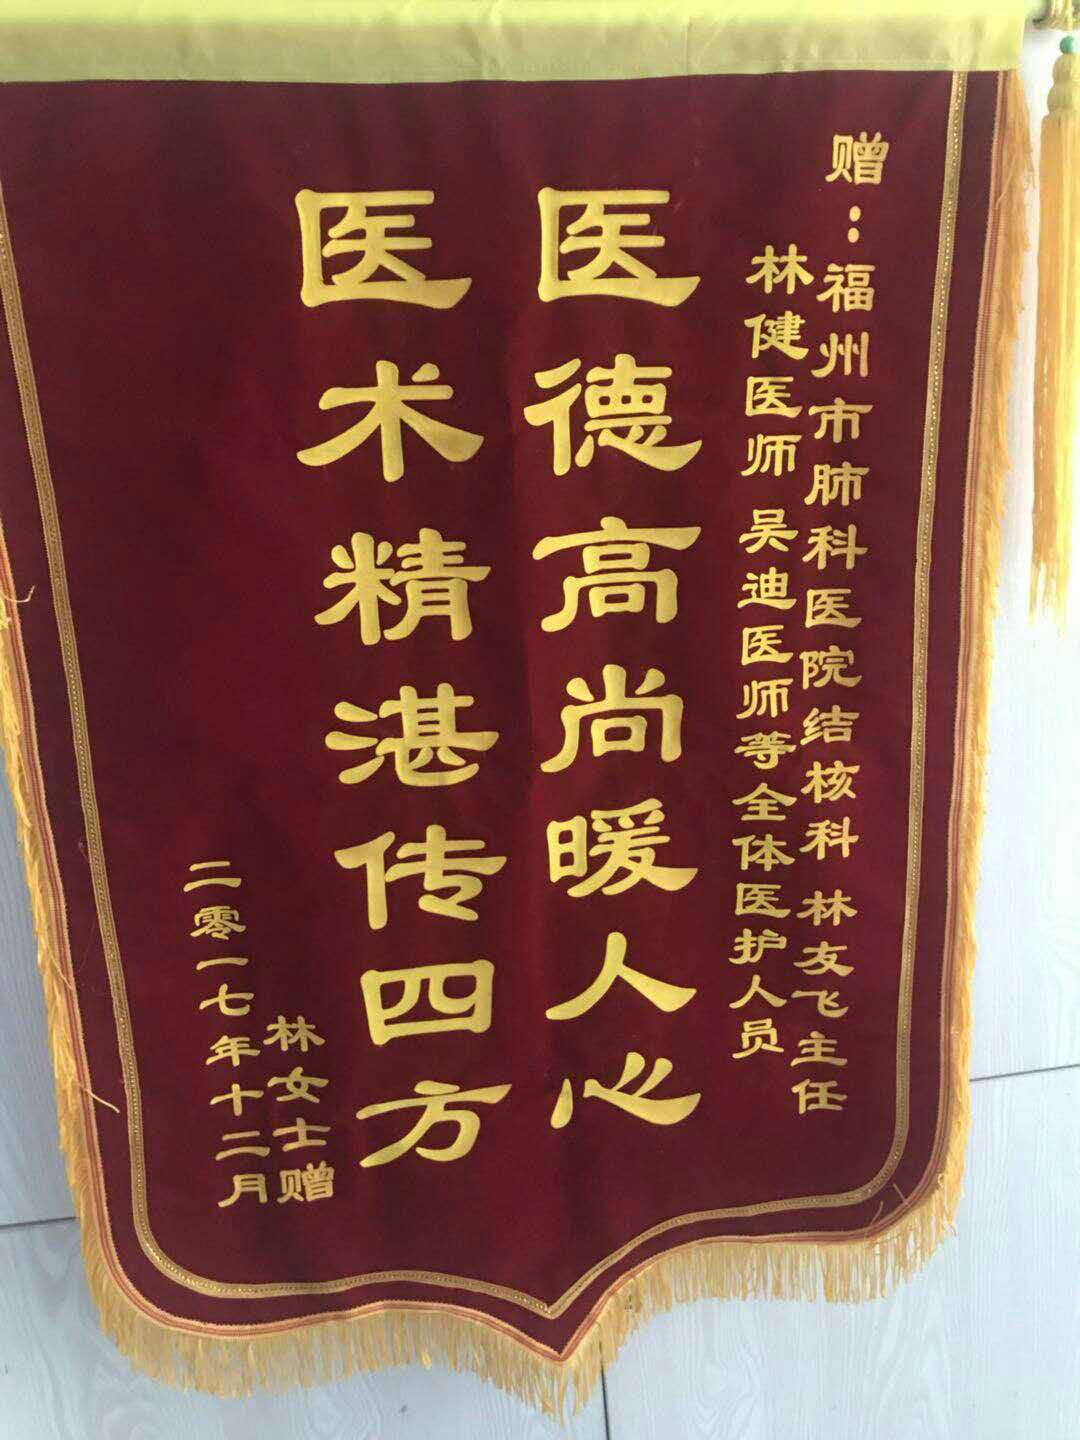 赠：福州市肺科医院结核科 林友飞主任
林健医师 吴迪医师等全体医护人员
医德高尚暖人心
医术精湛传四方
林女士赠
二零一七年十二月